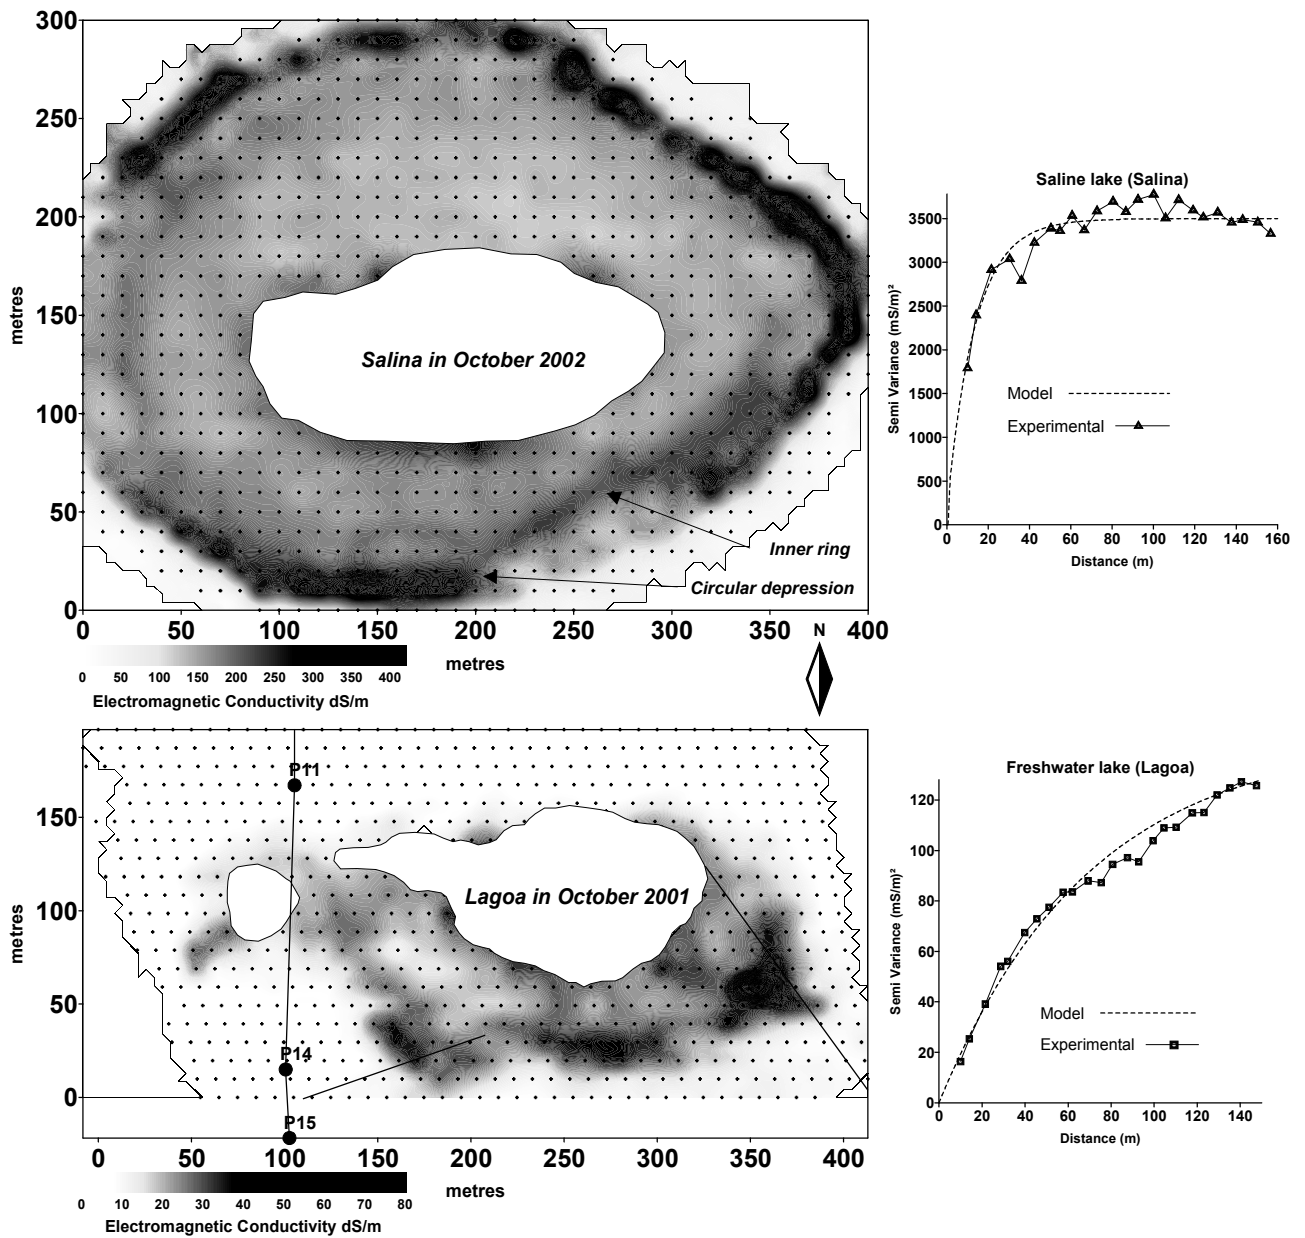 300
250
200
150
100
50
0
metres
0 50 100 150 200 250 300 350 400
metres
Salina in October 2002
Inner ring
Circular depression
N
0 50 100 150 200 250 300 350 400
Electromagnetic Conductivity dS/m
Saline lake (Salina)
3500
3000
2500
2000
1500
1000
500
0
Semi Variance (mS/m)²
Model
Experimental
0 20 40 60 80 100 120 140 160
Distance (m)
P11
150
100
50
0
metres
Lagoa in October 2001
P14
P15
0 50 100 150 200 250 300 350 400
metres
0 10 20 30 40 50 60 70 80
Electromagnetic Conductivity dS/m
Freshwater lake (Lagoa)
120
100
80
60
40
20
0
Semi Variance (mS/m)²
Model
Experimental
0 20 40 60 80 100 120 140
Distance (m)